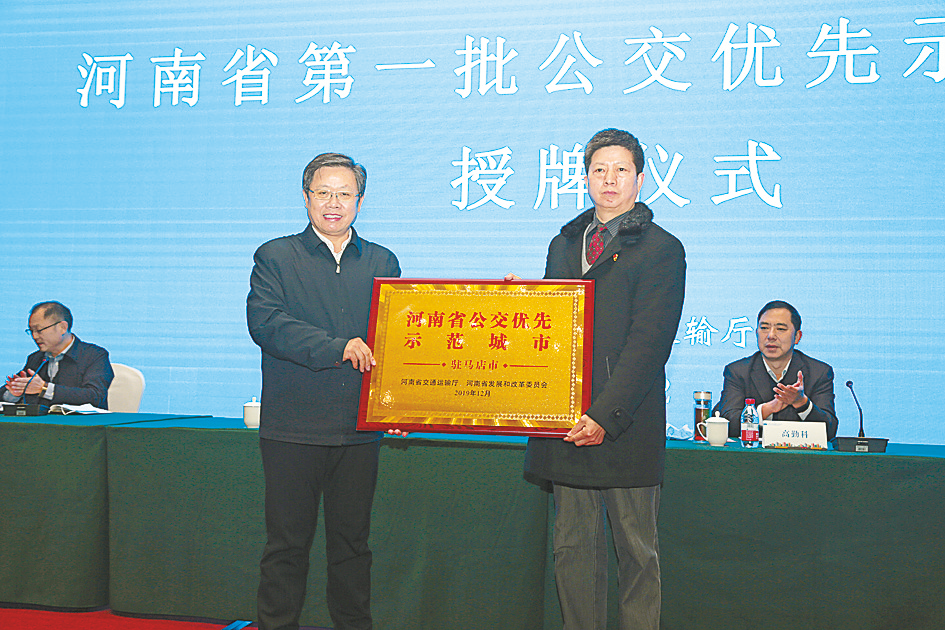 河南省第一批公交优先示
授牌仪式
输厅
河南省公交优先
示范城市
驻马店市
河南省交通运输厅 河南省发展和改革委员会
2019年12月
高勤科